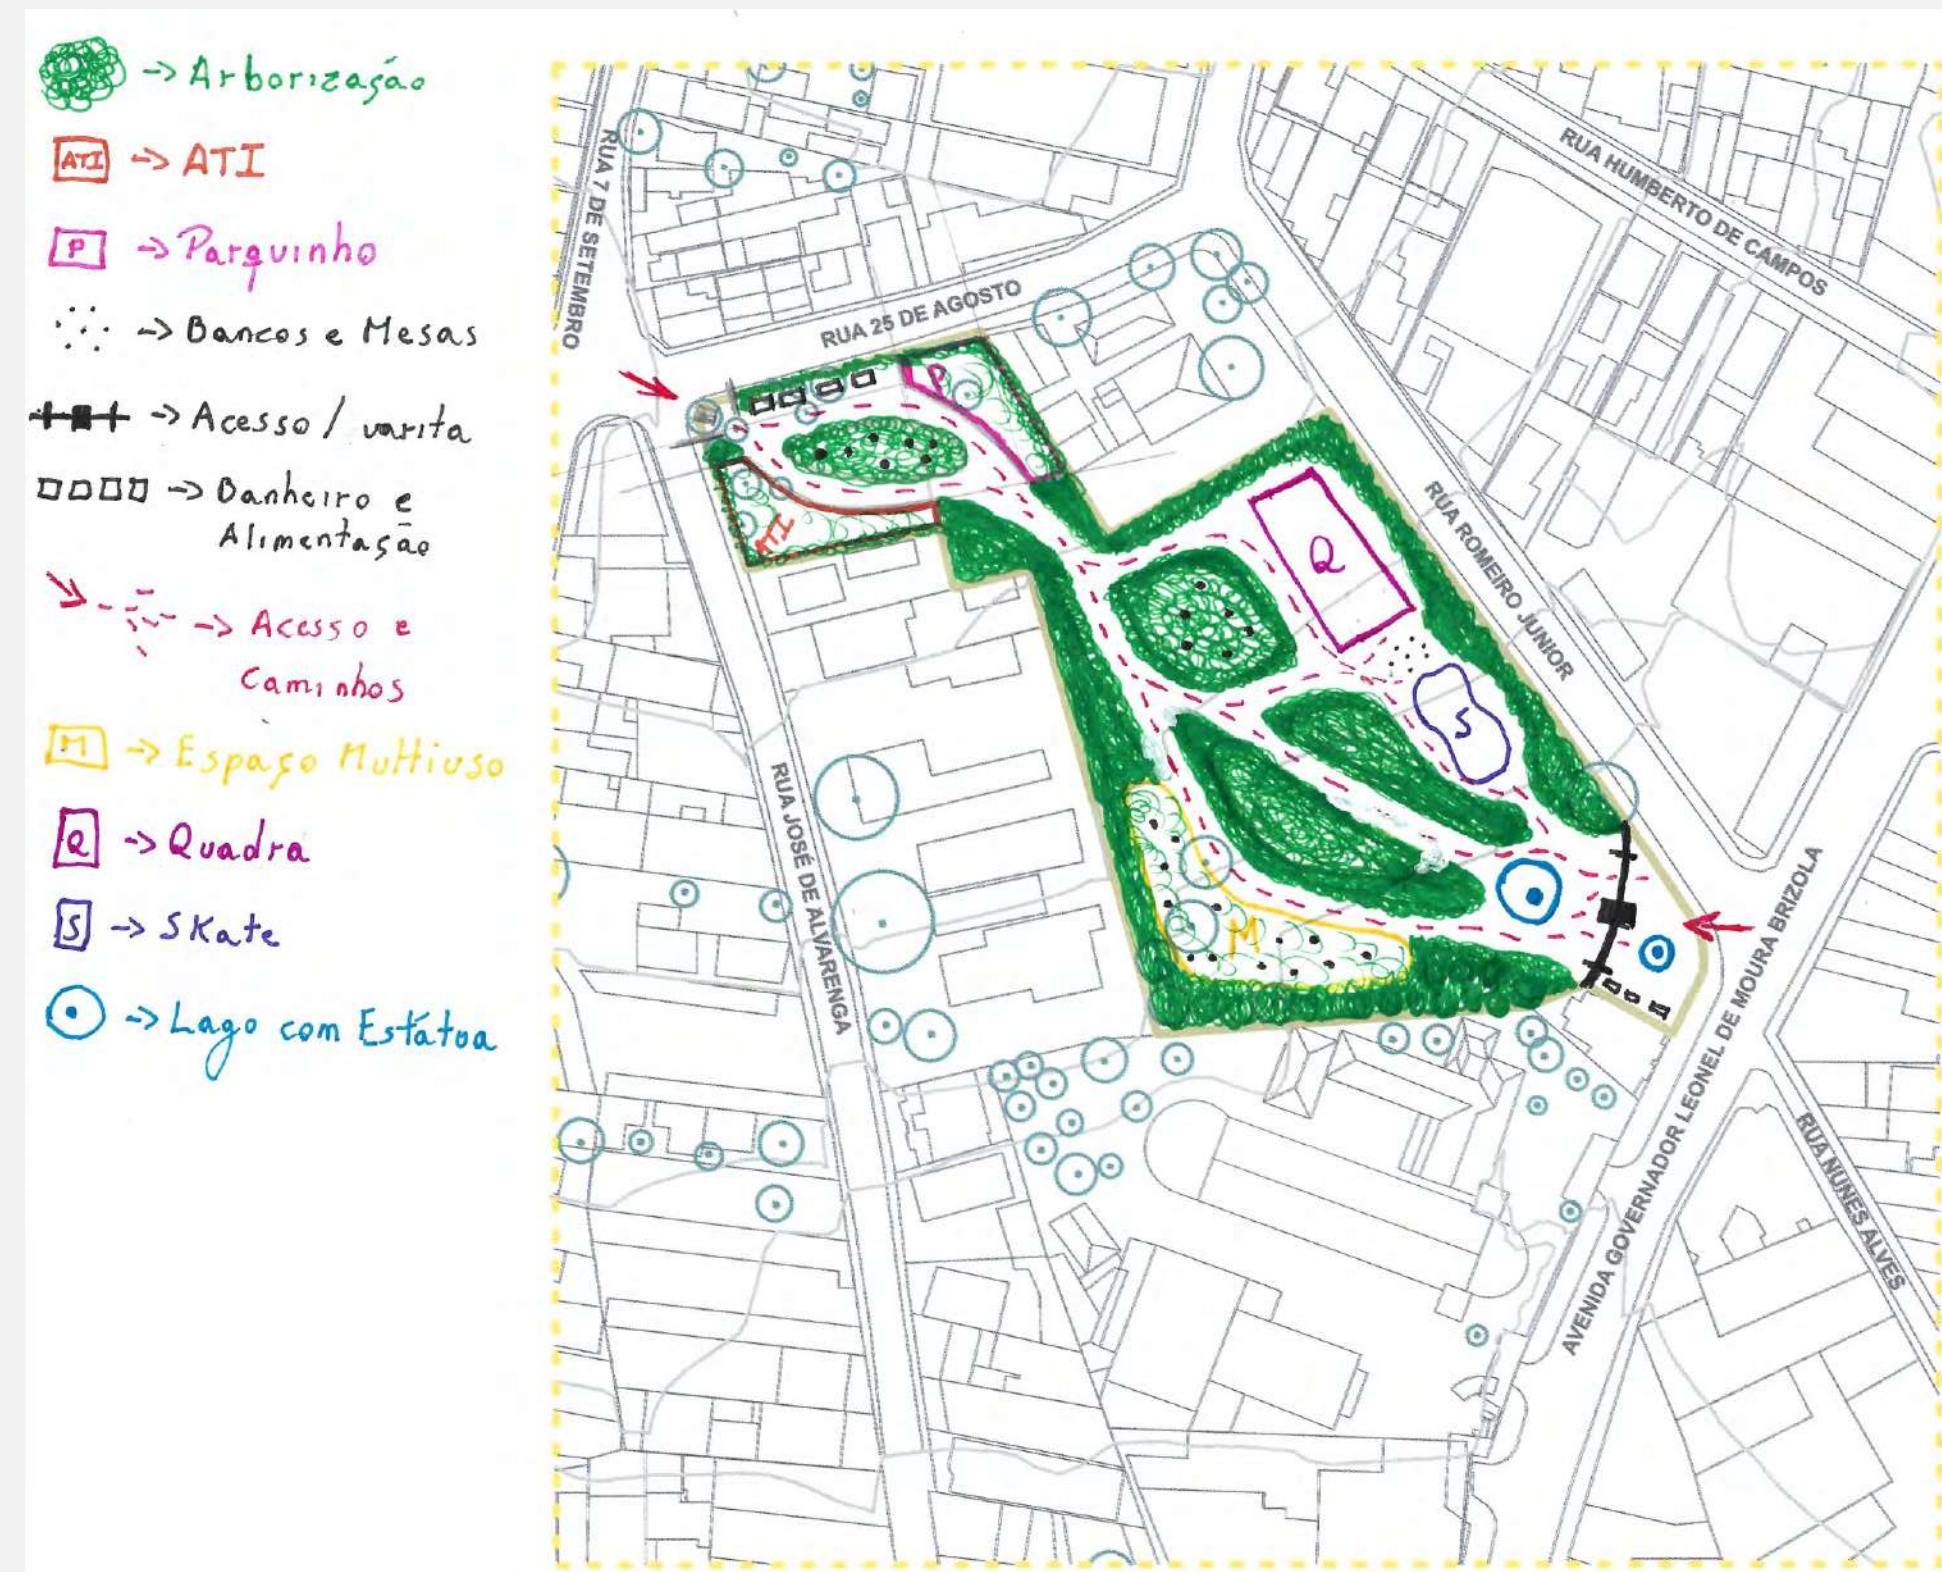 → Arborização
ATI → ATI
P → Parquinho
→ Bancos e Mesas
→ Acesso / varita
→ Banheiro e
Alimentação
→ Acesso e
Caminhos
M → Espaço Multiuso
Q → Quadra
S → Skate
→ Lago com Estátua
RUA 7 DE SETEMBRO
RUA HUMBERTO DE CAMPOS
RUA 25 DE AGOSTO
P
ATI
Q
RUA ROMEIRO JUNIOR
S
RUA JOSÉ DE ALVARENGA
M
AVENIDA GOVERNADOR LEONEL DE MOURA BRIZOLA
RUA NUNES ALVES